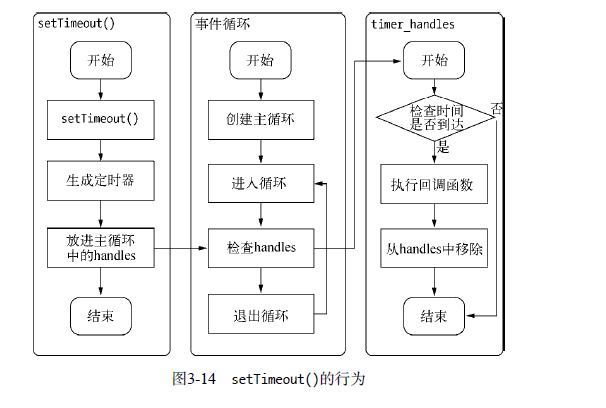 setTimeout()
开始
setTimeout()
生成定时器
放进主循环
中的handles
结束
事件循环
开始
创建主循环
进入循环
检查handles
退出循环
timer_handles
开始
检查时间
是否到达
否
是
执行回调函数
从handles中移除
结束
图3-14 setTimeout()的行为